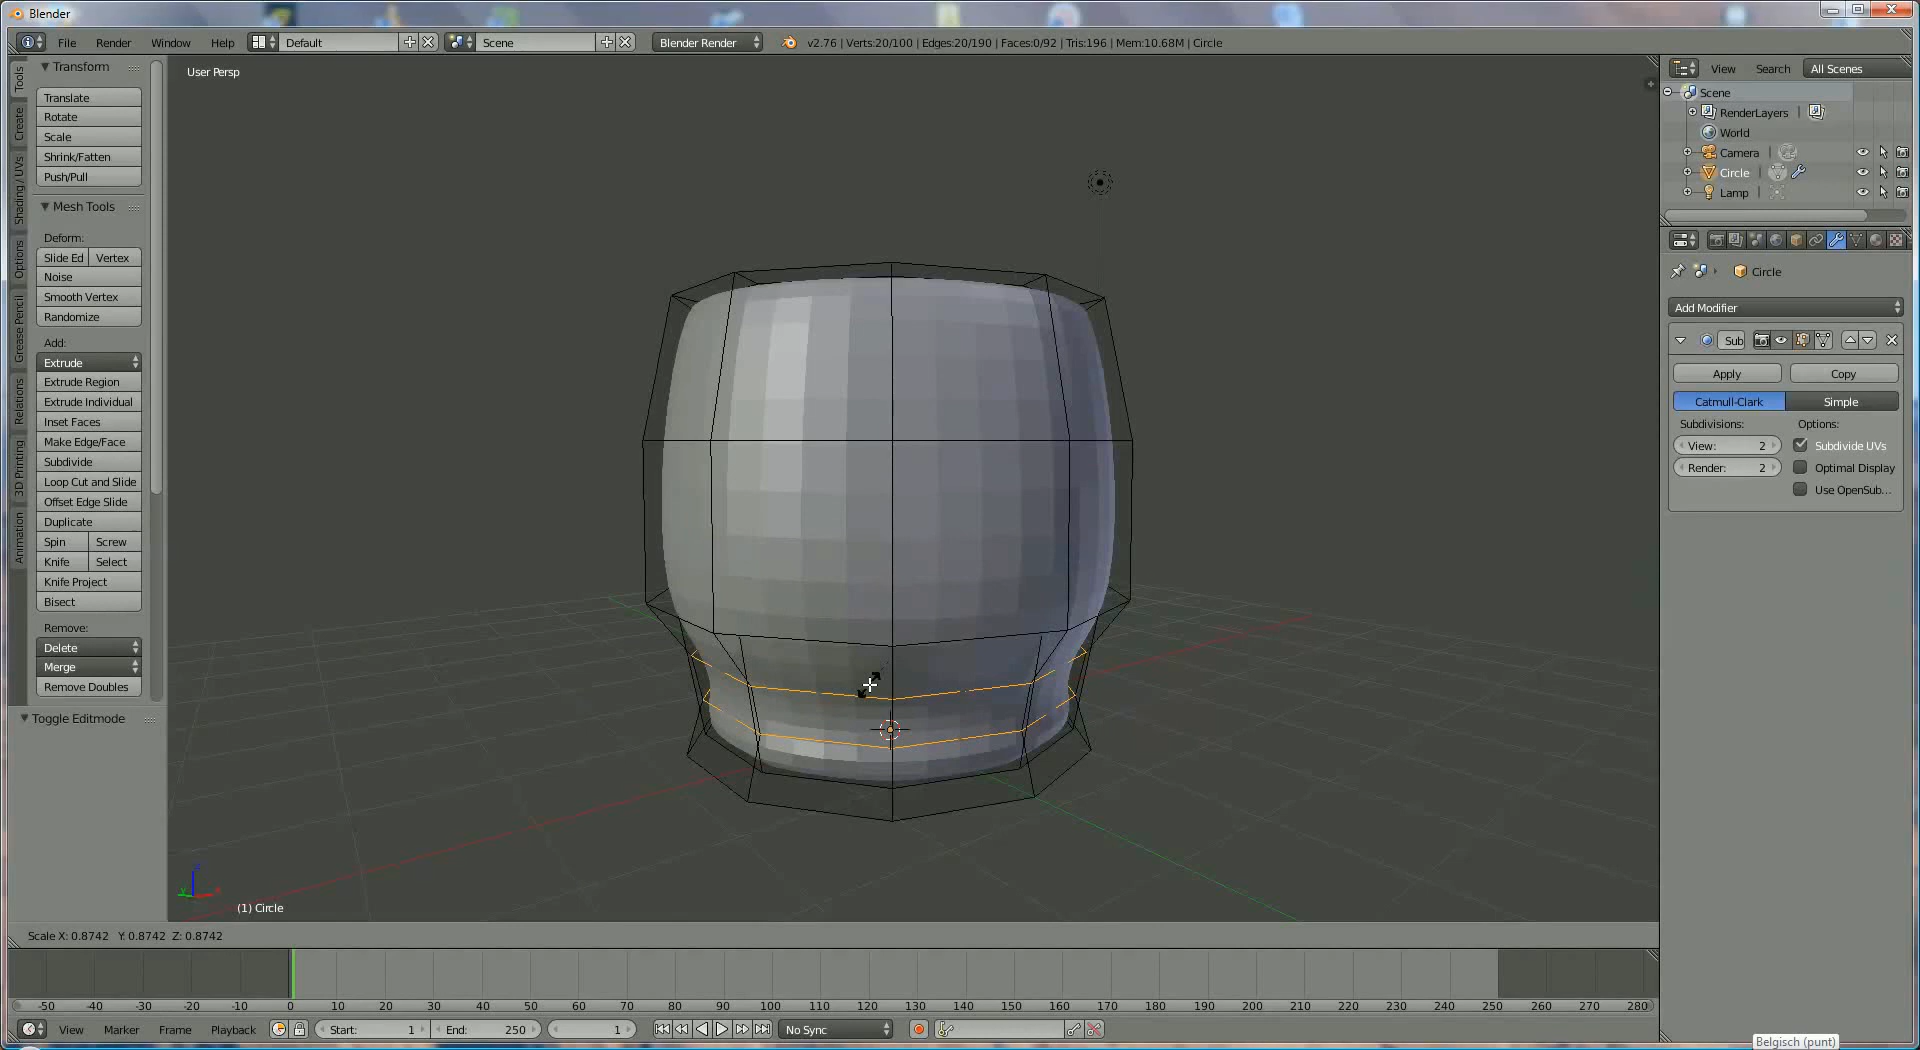 Blender
File Render Window Help Default Scene Blender Render v2.76 | Verts:20/100 | Edges:20/190 | Faces:0/92 | Tris:196 | Mem:10.68M | Circle
Transform
Translate
Rotate
Scale
Shrink/Fatten
Push/Pull
Mesh Tools
Deform:
Slide Ed Vertex
Noise
Smooth Vertex
Randomize
Add:
Extrude
Extrude Region
Extrude Individual
Inset Faces
Make Edge/Face
Subdivide
Loop Cut and Slide
Offset Edge Slide
Duplicate
Spin Screw
Knife Select
Knife Project
Bisect
Remove:
Delete
Merge
Remove Doubles
Toggle Editmode
Tools
Create
Shading / UVs
Options
Grease Pencil
Relations
3D Printing
Animation
User Persp
(1) Circle
View Search All Scenes
Scene
RenderLayers
World
Camera
Circle
Lamp
Circle
Add Modifier
Sub
Apply Copy
Catmull-Clark Simple
Subdivisions: Options:
View: 2 Subdivide UVs
Render: 2 Optimal Display
Use OpenSub...
Scale X: 0.8742 Y: 0.8742 Z: 0.8742
-50 -40 -30 -20 -10 0 10 20 30 40 50 60 70 80 90 100 110 120 130 140 150 160 170 180 190 200 210 220 230 240 250 260 270 280
View Marker Frame Playback Start: 1 End: 250 1 No Sync
Belgisch (punt)